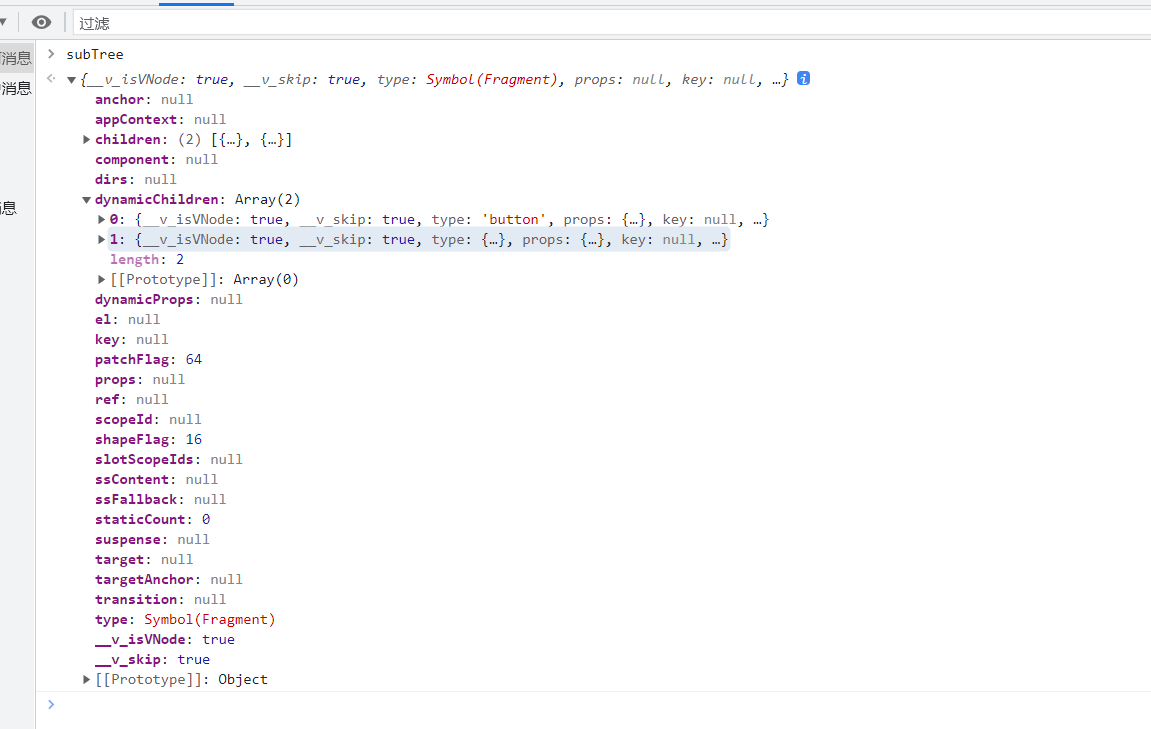 过滤
消息
subTree
{__v_isVNode: true, __v_skip: true, type: Symbol(Fragment), props: null, key: null, …}
消息
anchor: null
appContext: null
children: (2) [{…}, {…}]
component: null
dirs: null
dynamicChildren: Array(2)
息
0: {__v_isVNode: true, __v_skip: true, type: 'button', props: {…}, key: null, …}
1: {__v_isVNode: true, __v_skip: true, type: {…}, props: {…}, key: null, …}
length: 2
[[Prototype]]: Array(0)
dynamicProps: null
el: null
key: null
patchFlag: 64
props: null
ref: null
scopeId: null
shapeFlag: 16
slotScopeIds: null
ssContent: null
ssFallback: null
staticCount: 0
suspense: null
target: null
targetAnchor: null
transition: null
type: Symbol(Fragment)
__v_isVNode: true
__v_skip: true
[[Prototype]]: Object